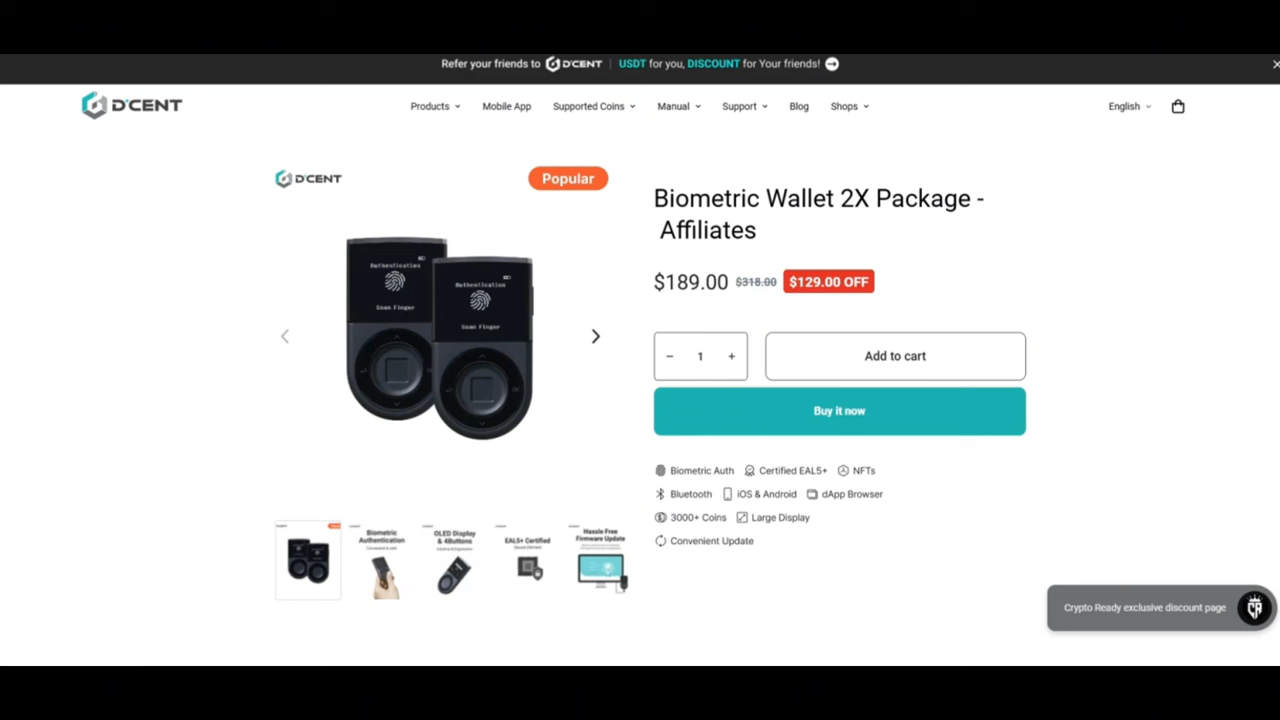 Refer your friends to D'CENT | USDT for you, DISCOUNT for Your friends!
D'CENT
Products
Mobile App
Supported Coins
Manual
Support
Blog
Shops
English
D'CENT
Popular
Authentication
Scan Finger
Authentication
Scan Finger
Biometric Wallet 2X Package -
Affiliates
$189.00 $318.00 $129.00 OFF
− 1 +
Add to cart
Buy it now
Biometric Auth Certified EAL5+ NFTs
Bluetooth iOS & Android dApp Browser
3000+ Coins Large Display
Convenient Update
Biometric
Authentication
OLED Display
& 4Buttons
EAL5+ Certified
Secure Element
Hassle Free
Firmware Update
Crypto Ready exclusive discount page
CR